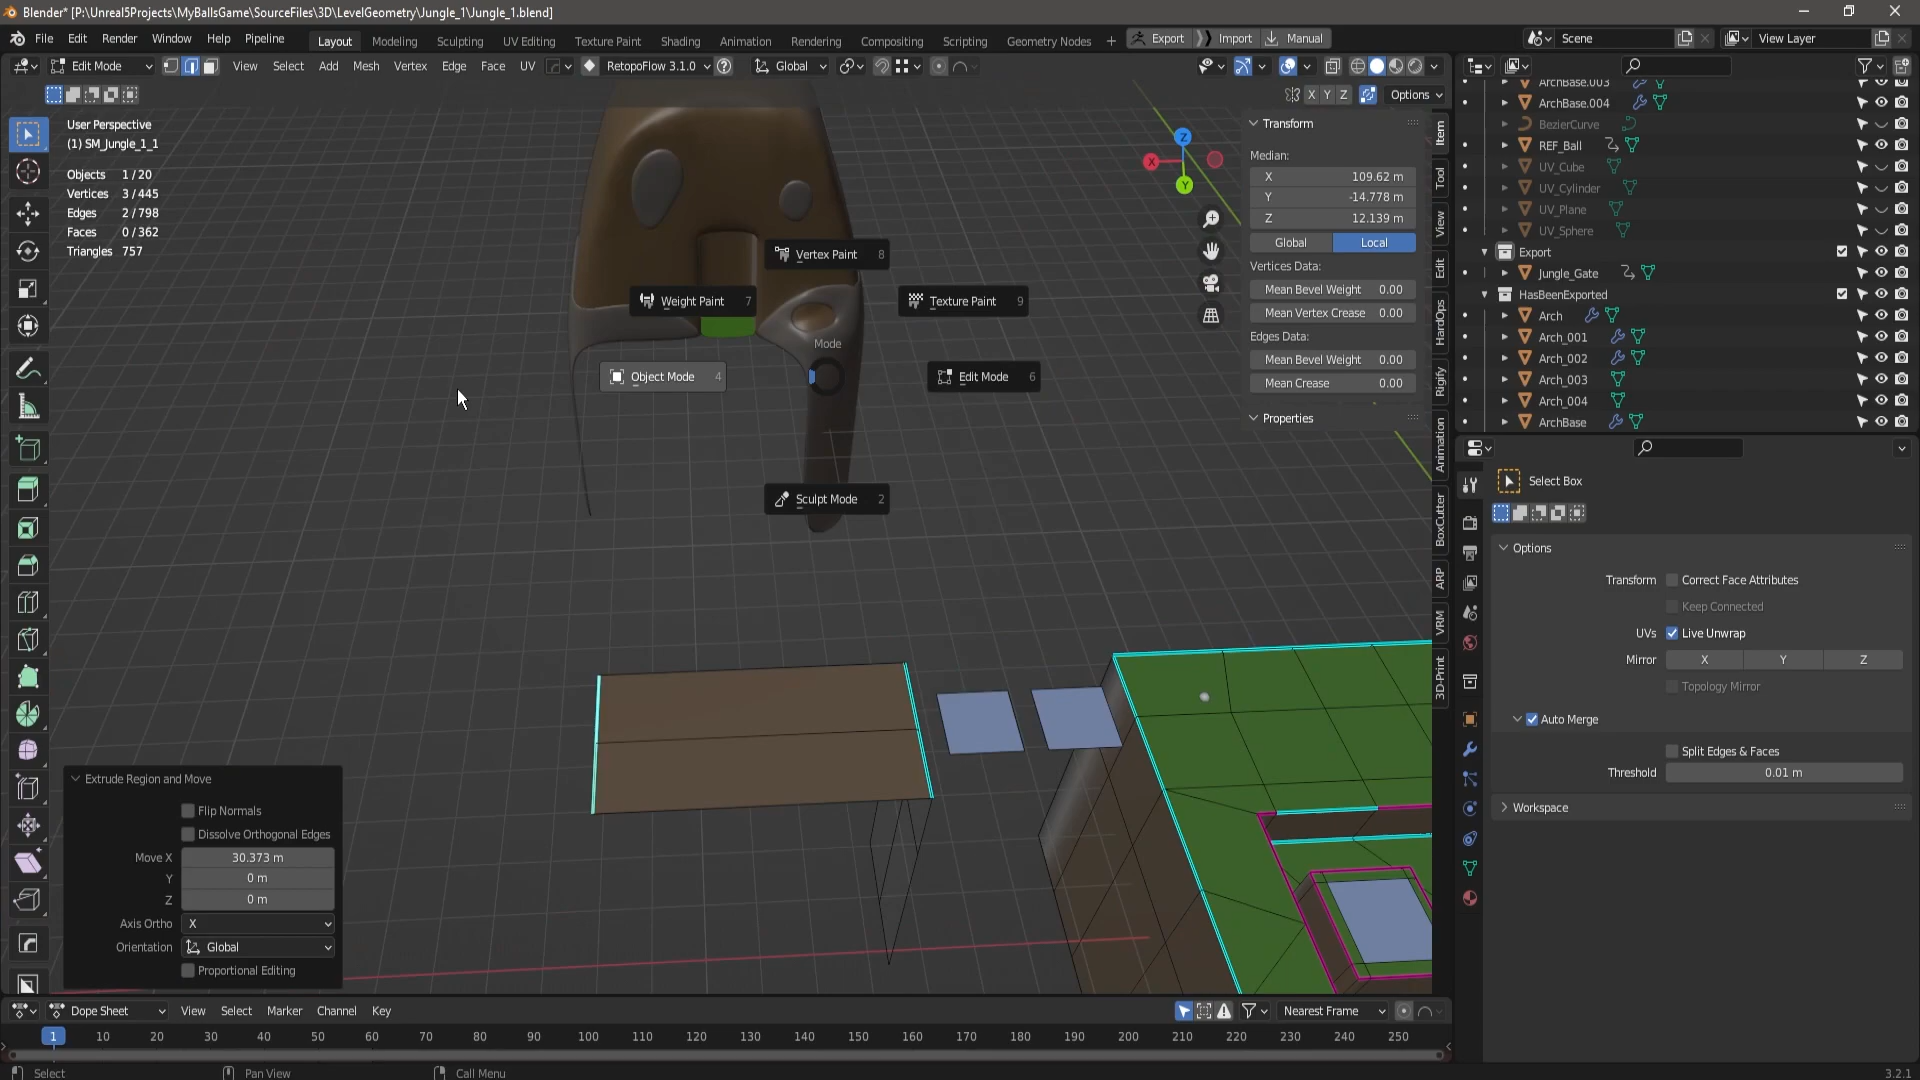 Blender* [P:\Unreal5Projects\MyBallsGame\SourceFiles\3D\LevelGeometry\Jungle_1\Jungle_1.blend]
File Edit Render Window Help Pipeline Layout Modeling Sculpting UV Editing Texture Paint Shading Animation Rendering Compositing Scripting Geometry Nodes + Export Import Manual Scene View Layer
Edit Mode View Select Add Mesh Vertex Edge Face UV RetopoFlow 3.1.0 Global
X Y Z Options
User Perspective
(1) SM_Jungle_1_1
Objects 1/20
Vertices 3/445
Edges 2/798
Faces 0/362
Triangles 757
Vertex Paint 8
Weight Paint 7
Texture Paint 9
Mode
Object Mode 4
Edit Mode 6
Sculpt Mode 2
Z
X
Y
Transform
Median:
X 109.62 m
Y -14.778 m
Z 12.139 m
Global Local
Vertices Data:
Mean Bevel Weight 0.00
Mean Vertex Crease 0.00
Edges Data:
Mean Bevel Weight 0.00
Mean Crease 0.00
Properties
Item
Tool
View
Edit
HardOps
Rigify
Animation
BoxCutter
ARP
VRM
3D-Print
ArchBase.003
ArchBase.004
BezierCurve
REF_Ball
UV_Cube
UV_Cylinder
UV_Plane
UV_Sphere
Export
Jungle_Gate
HasBeenExported
Arch
Arch_001
Arch_002
Arch_003
Arch_004
ArchBase
Select Box
Options
Transform Correct Face Attributes
Keep Connected
UVs Live Unwrap
Mirror X Y Z
Topology Mirror
Auto Merge
Split Edges & Faces
Threshold 0.01 m
Workspace
Extrude Region and Move
Flip Normals
Dissolve Orthogonal Edges
Move X 30.373 m
Y 0 m
Z 0 m
Axis Ortho X
Orientation Global
Proportional Editing
Dope Sheet View Select Marker Channel Key Nearest Frame
1 10 20 30 40 50 60 70 80 90 100 110 120 130 140 150 160 170 180 190 200 210 220 230 240 250
Select Pan View Call Menu 3.2.1